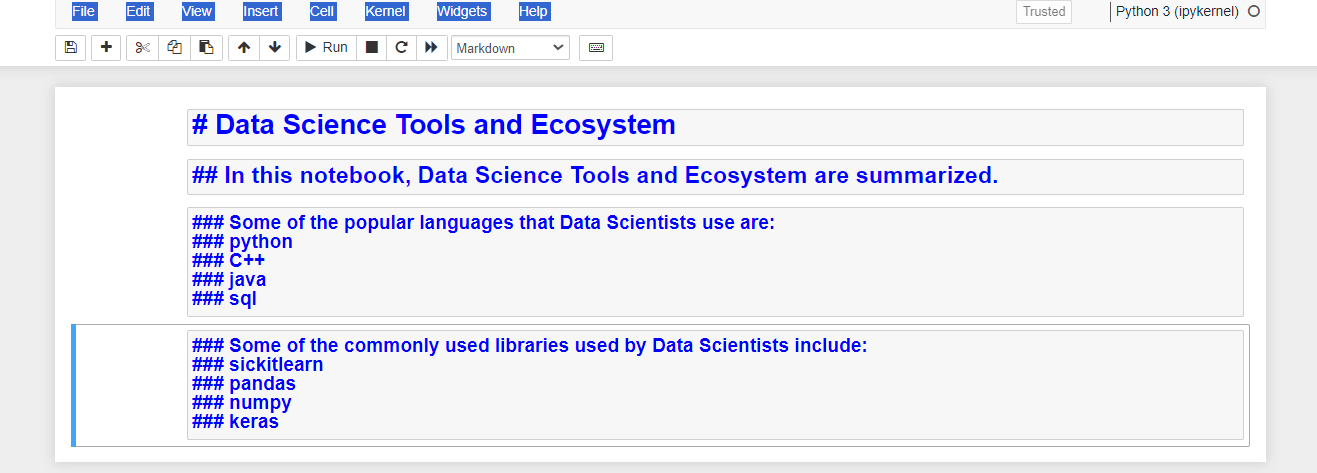 File Edit View Insert Cell Kernel Widgets Help Trusted Python 3 (ipykernel)
Run Markdown
# Data Science Tools and Ecosystem
## In this notebook, Data Science Tools and Ecosystem are summarized.
### Some of the popular languages that Data Scientists use are:
### python
### C++
### java
### sql
### Some of the commonly used libraries used by Data Scientists include:
### sickitlearn
### pandas
### numpy
### keras